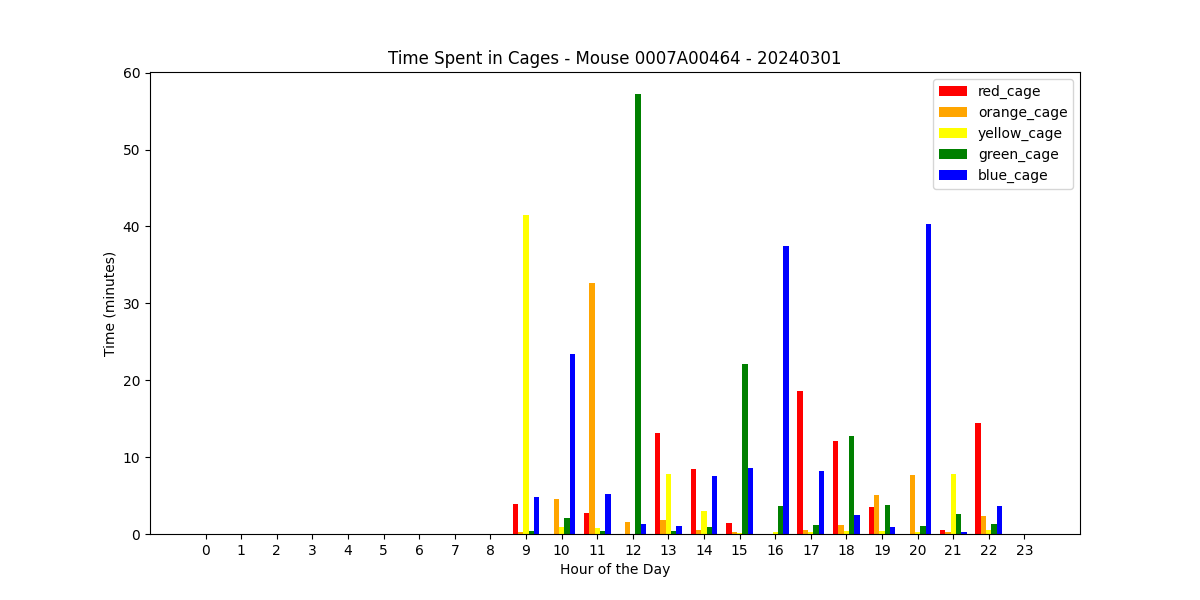 Time Spent in Cages - Mouse 0007A00464 - 20240301
60
50
40
30
20
10
0
Time (minutes)
red_cage
orange_cage
yellow_cage
green_cage
blue_cage
0 1 2 3 4 5 6 7 8 9 10 11 12 13 14 15 16 17 18 19 20 21 22 23
Hour of the Day